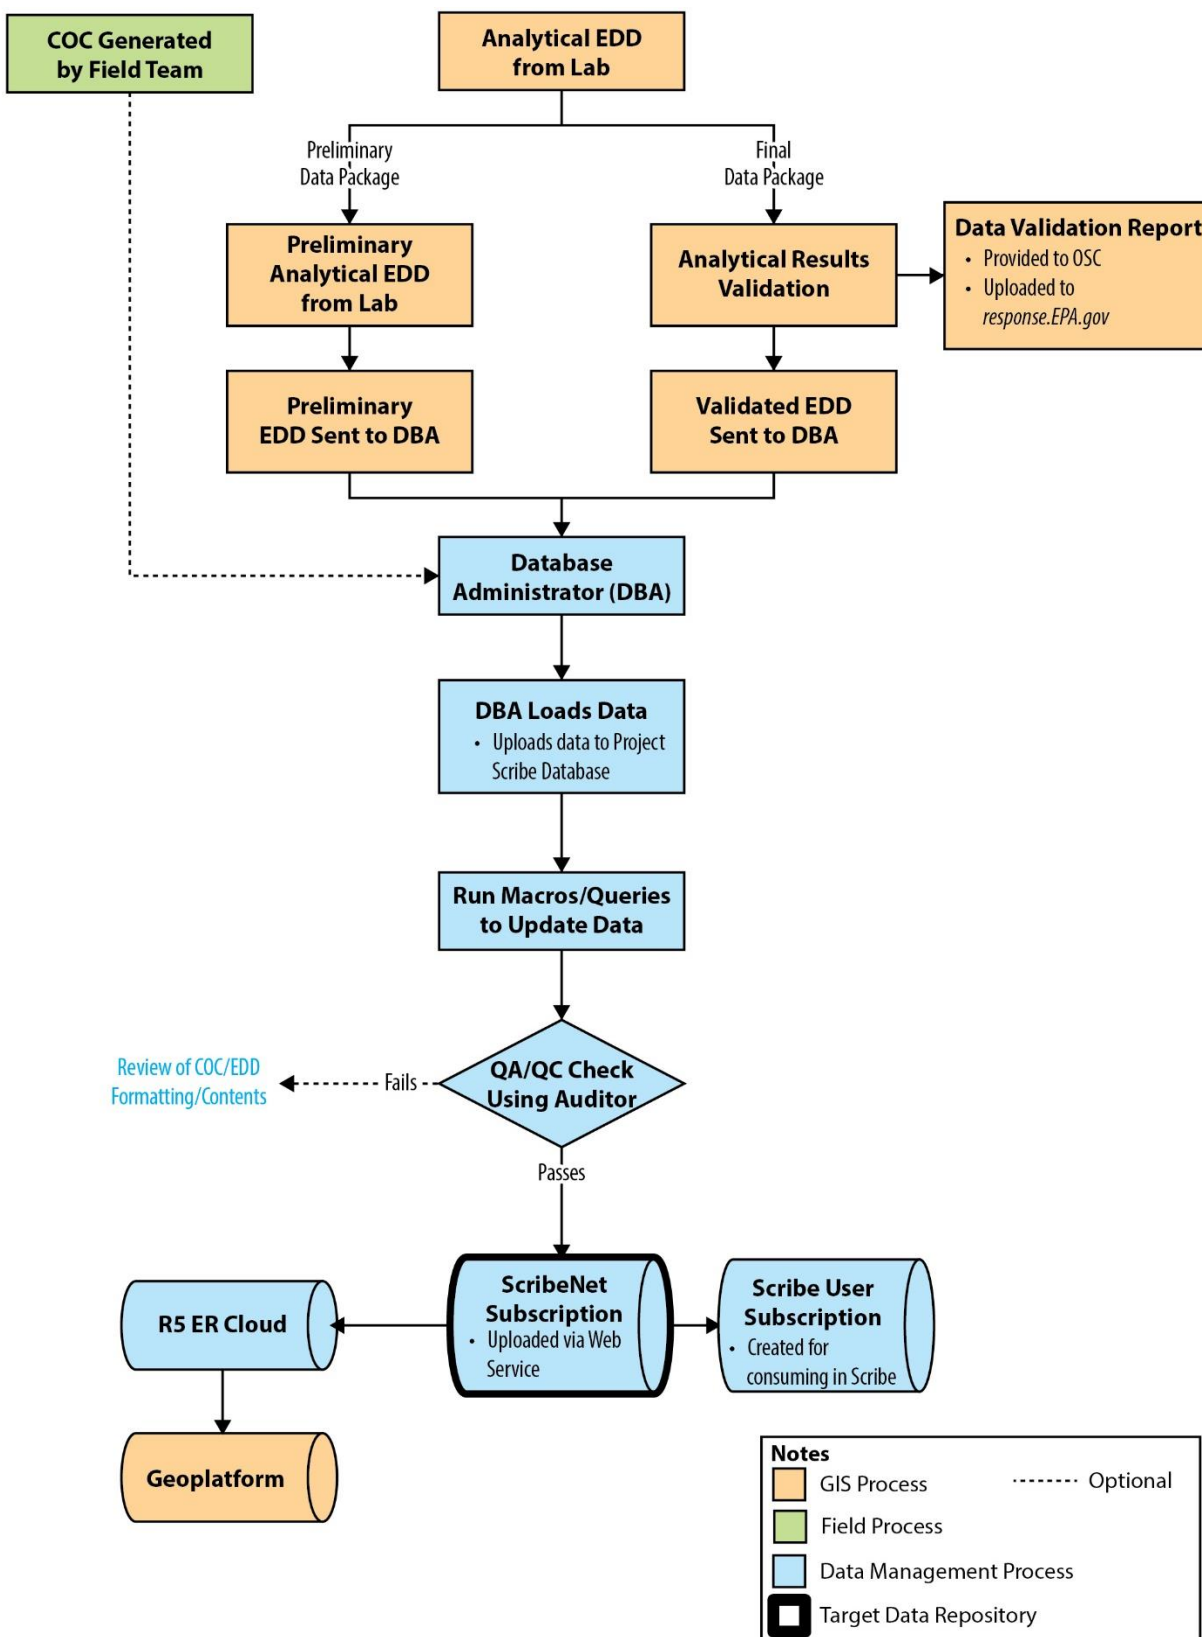 COC Generated
by Field Team
Analytical EDD
from Lab
Preliminary
Data Package
Final
Data Package
Preliminary
Analytical EDD
from Lab
Analytical Results
Validation
Data Validation Report
• Provided to OSC
• Uploaded to
response.EPA.gov
Preliminary
EDD Sent to DBA
Validated EDD
Sent to DBA
Database
Administrator (DBA)
DBA Loads Data
• Uploads data to Project
Scribe Database
Run Macros/Queries
to Update Data
QA/QC Check
Using Auditor
Fails
Review of COC/EDD
Formatting/Contents
Passes
R5 ER Cloud
ScribeNet
Subscription
• Uploaded via Web
Service
Scribe User
Subscription
• Created for
consuming in Scribe
Geoplatform
Notes
GIS Process
Optional
Field Process
Data Management Process
Target Data Repository